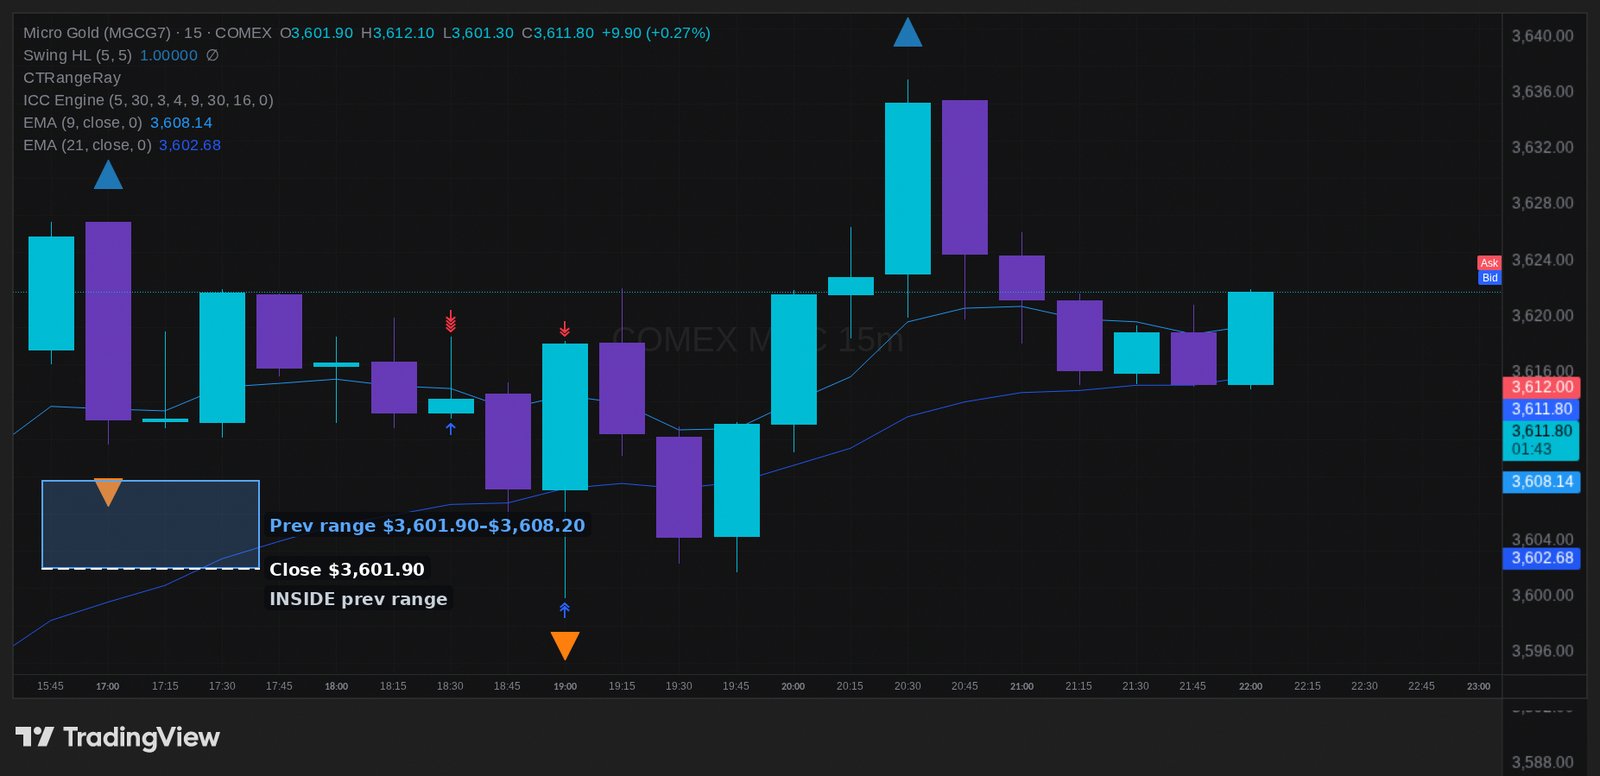 Micro Gold (MGCG7) · 15 · COMEX O3,601.90 H3,612.10 L3,601.30 C3,611.80 +9.90 (+0.27%)
Swing HL (5, 5) 1.00000 ∅
CTRangeRay
ICC Engine (5, 30, 3, 4, 9, 30, 16, 0)
EMA (9, close, 0) 3,608.14
EMA (21, close, 0) 3,602.68
3,640.00
3,636.00
3,632.00
3,628.00
3,624.00
Ask
Bid
3,620.00
3,616.00
3,612.00
3,611.80
3,611.80
01:43
3,608.14
3,604.00
3,602.68
3,600.00
3,596.00
3,588.00
COMEX M C 15m
Prev range $3,601.90–$3,608.20
Close $3,601.90
INSIDE prev range
15:45 17:00 17:15 17:30 17:45 18:00 18:15 18:30 18:45 19:00 19:15 19:30 19:45 20:00 20:15 20:30 20:45 21:00 21:15 21:30 21:45 22:00 22:15 22:30 22:45 23:00
TradingView